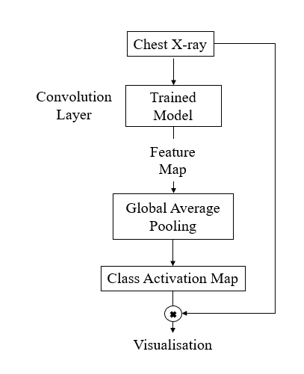 Chest X-ray
Convolution
Layer
Trained
Model
Feature
Map
Global Average
Pooling
Class Activation Map
Visualisation